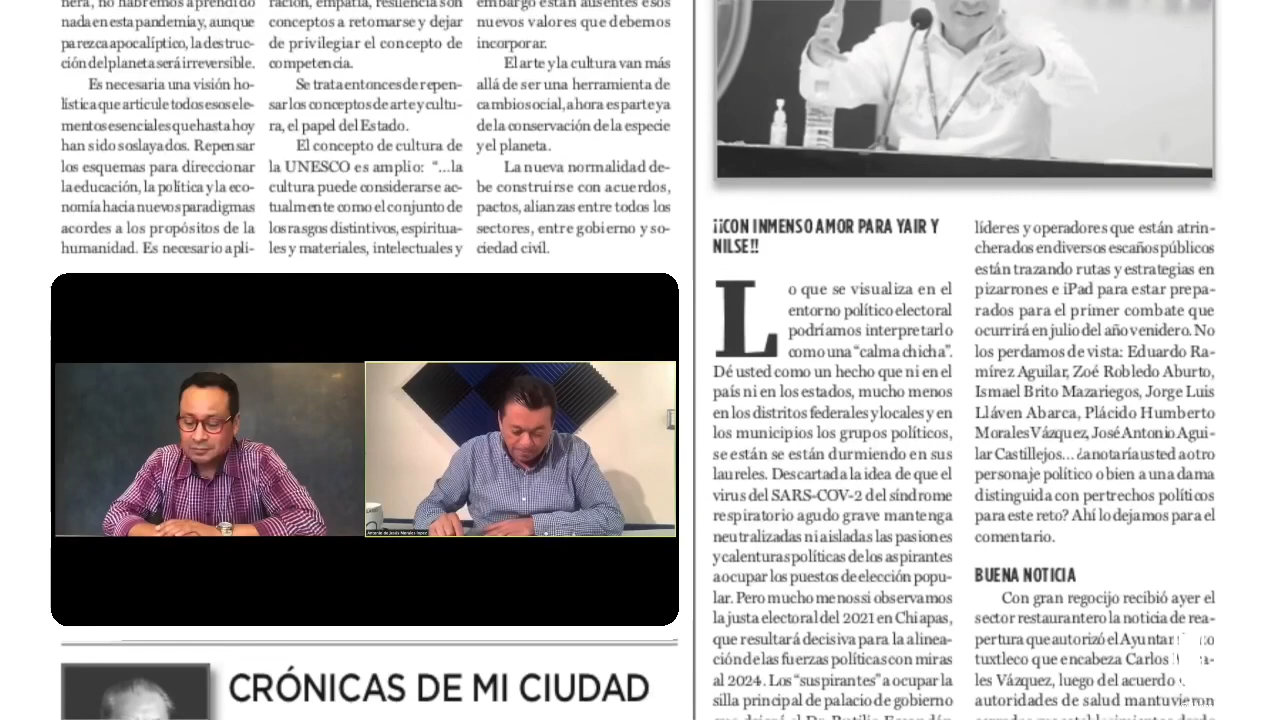 nera, no habremos aprendido
nada en esta pandemia y, aunque
parezca apocalíptico, la destruc-
ción del planeta será irreversible.
Es necesaria una visión ho-
lística que articule todos esos ele-
mentos esenciales que hasta hoy
han sido soslayados. Repensar
los esquemas para direccionar
la educación, la política y la eco-
nomía hacia nuevos paradigmas
acordes a los propósitos de la
humanidad. Es necesario apli-
ración, empatía, resilencia son
conceptos a retomarse y dejar
de privilegiar el concepto de
competencia.
Se trata entonces de repen-
sar los conceptos de arte y cultu-
ra, el papel del Estado.
El concepto de cultura de
la UNESCO es amplio: “...la
cultura puede considerarse ac-
tualmente como el conjunto de
los rasgos distintivos, espiritua-
les y materiales, intelectuales y
embargo están ausentes esos
nuevos valores que debemos
incorporar.
El arte y la cultura van más
allá de ser una herramienta de
cambio social, ahora es parte ya
de la conservación de la especie
y el planeta.
La nueva normalidad de-
be construirse con acuerdos,
pactos, alianzas entre todos los
sectores, entre gobierno y so-
ciedad civil.
Antonio de Jesús Morales lopez
CRÓNICAS DE MI CIUDAD
¡¡CON INMENSO AMOR PARA YAIR Y
NILSE!!
Lo que se visualiza en el
entorno político electoral
podríamos interpretarlo
como una “calma chicha”.
Dé usted como un hecho que ni en el
país ni en los estados, mucho menos
en los distritos federales y locales y en
los municipios los grupos políticos,
se están se están durmiendo en sus
laureles. Descartada la idea de que el
virus del SARS-COV-2 del síndrome
respiratorio agudo grave mantenga
neutralizadas ni aisladas las pasiones
y calenturas políticas de los aspirantes
a ocupar los puestos de elección popu-
lar. Pero mucho menos si observamos
la justa electoral del 2021 en Chiapas,
que resultará decisiva para la alinea-
ción de las fuerzas políticas con miras
al 2024. Los “suspirantes” a ocupar la
silla principal de palacio de gobierno
que dejará el Dr. Rutilio Escandón
líderes y operadores que están atrin-
cherados en diversos escaños públicos
están trazando rutas y estrategias en
pizarrones e iPad para estar prepa-
rados para el primer combate que
ocurrirá en julio del año venidero. No
los perdamos de vista: Eduardo Ra-
mírez Aguilar, Zoé Robledo Aburto,
Ismael Brito Mazariegos, Jorge Luis
Lláven Abarca, Plácido Humberto
Morales Vázquez, José Antonio Agui-
lar Castillejos... ¿anotaría usted a otro
personaje político o bien a una dama
distinguida con pertrechos políticos
para este reto? Ahí lo dejamos para el
comentario.
BUENA NOTICIA
Con gran regocijo recibió ayer el
sector restaurantero la noticia de rea-
pertura que autorizó el
tuxtleco que encabeza Carlos
les Vázquez, luego del acuerdo
autoridades de salud mantuvieron